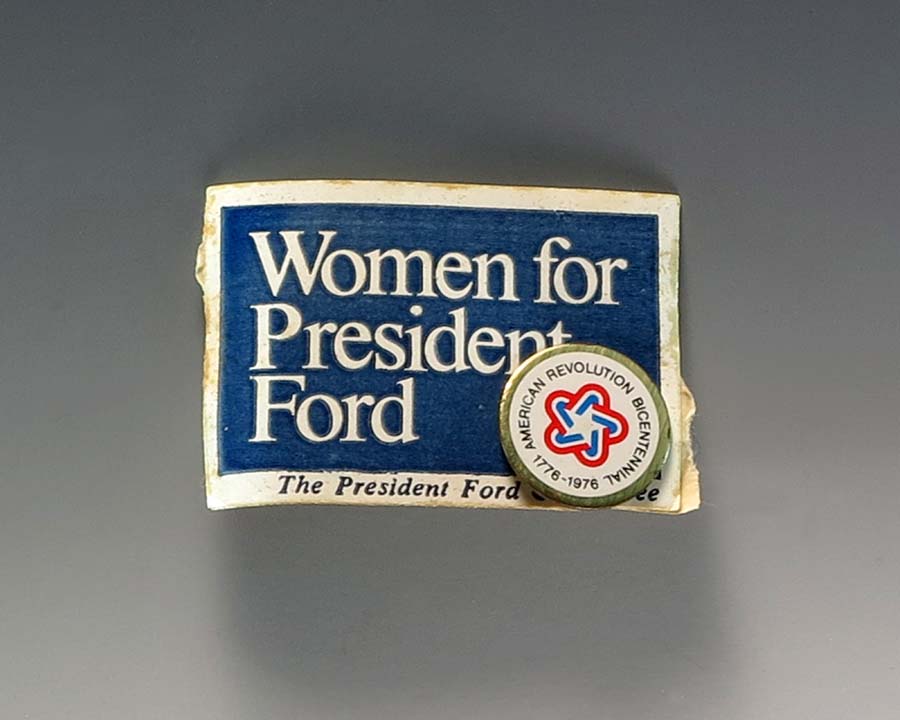 Women for
President
Ford
The President Ford
AMERICAN REVOLUTION BICENTENNIAL
1776-1976